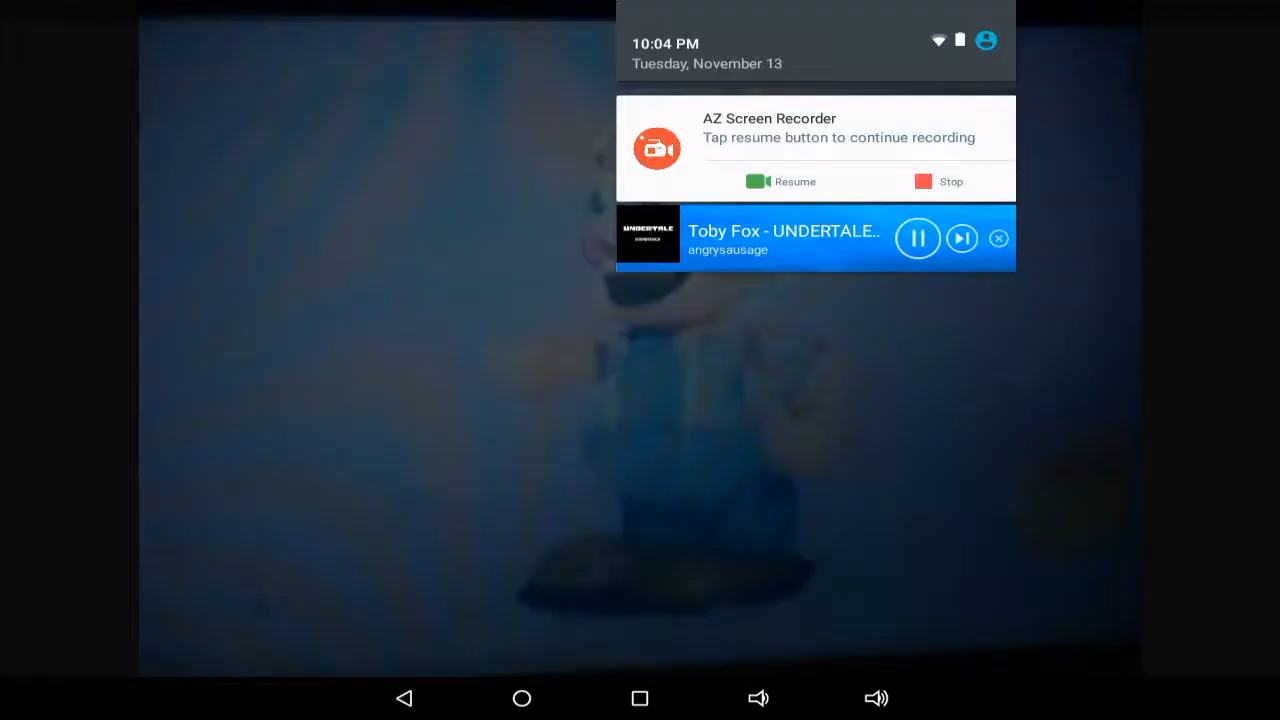 10:04 PM
Tuesday, November 13
AZ Screen Recorder
Tap resume button to continue recording
Resume
Stop
UNDERTALE
Toby Fox - UNDERTALE..
angrysausage